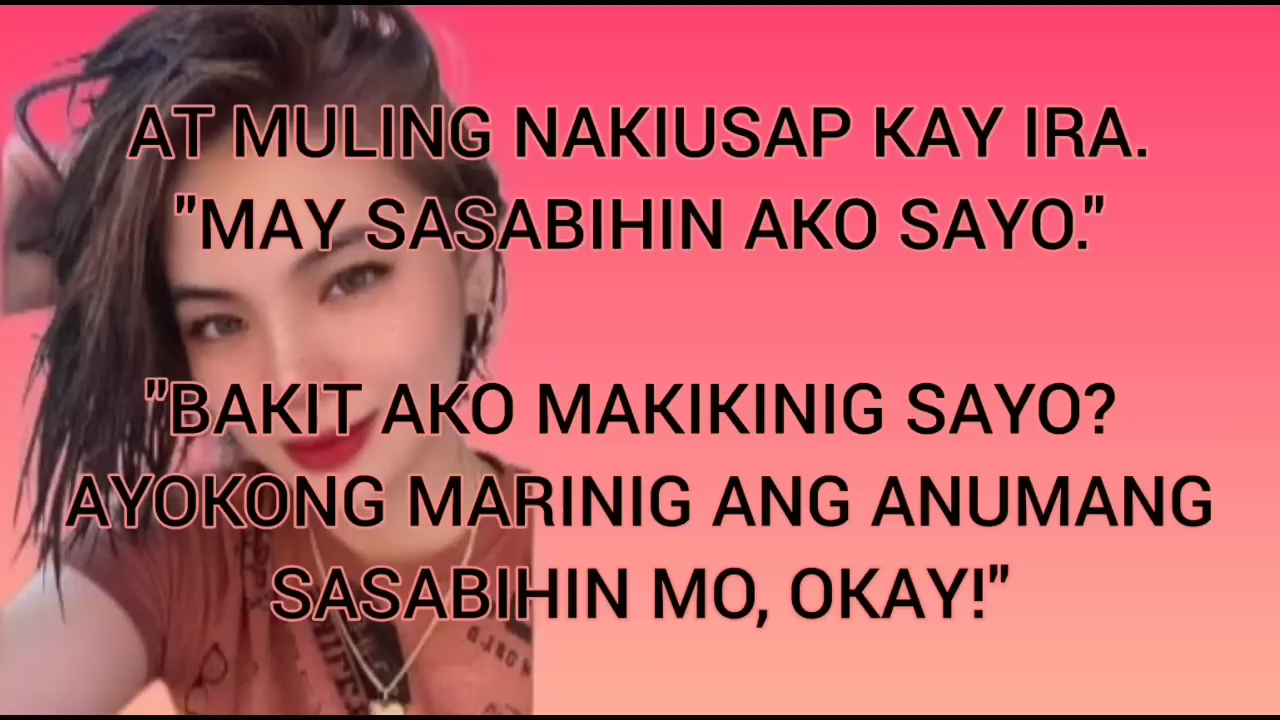 AT MULING NAKIUSAP KAY IRA.
"MAY SASABIHIN AKO SAYO."
"BAKIT AKO MAKIKINIG SAYO?
AYOKONG MARINIG ANG ANUMANG
SASABIHIN MO, OKAY!"